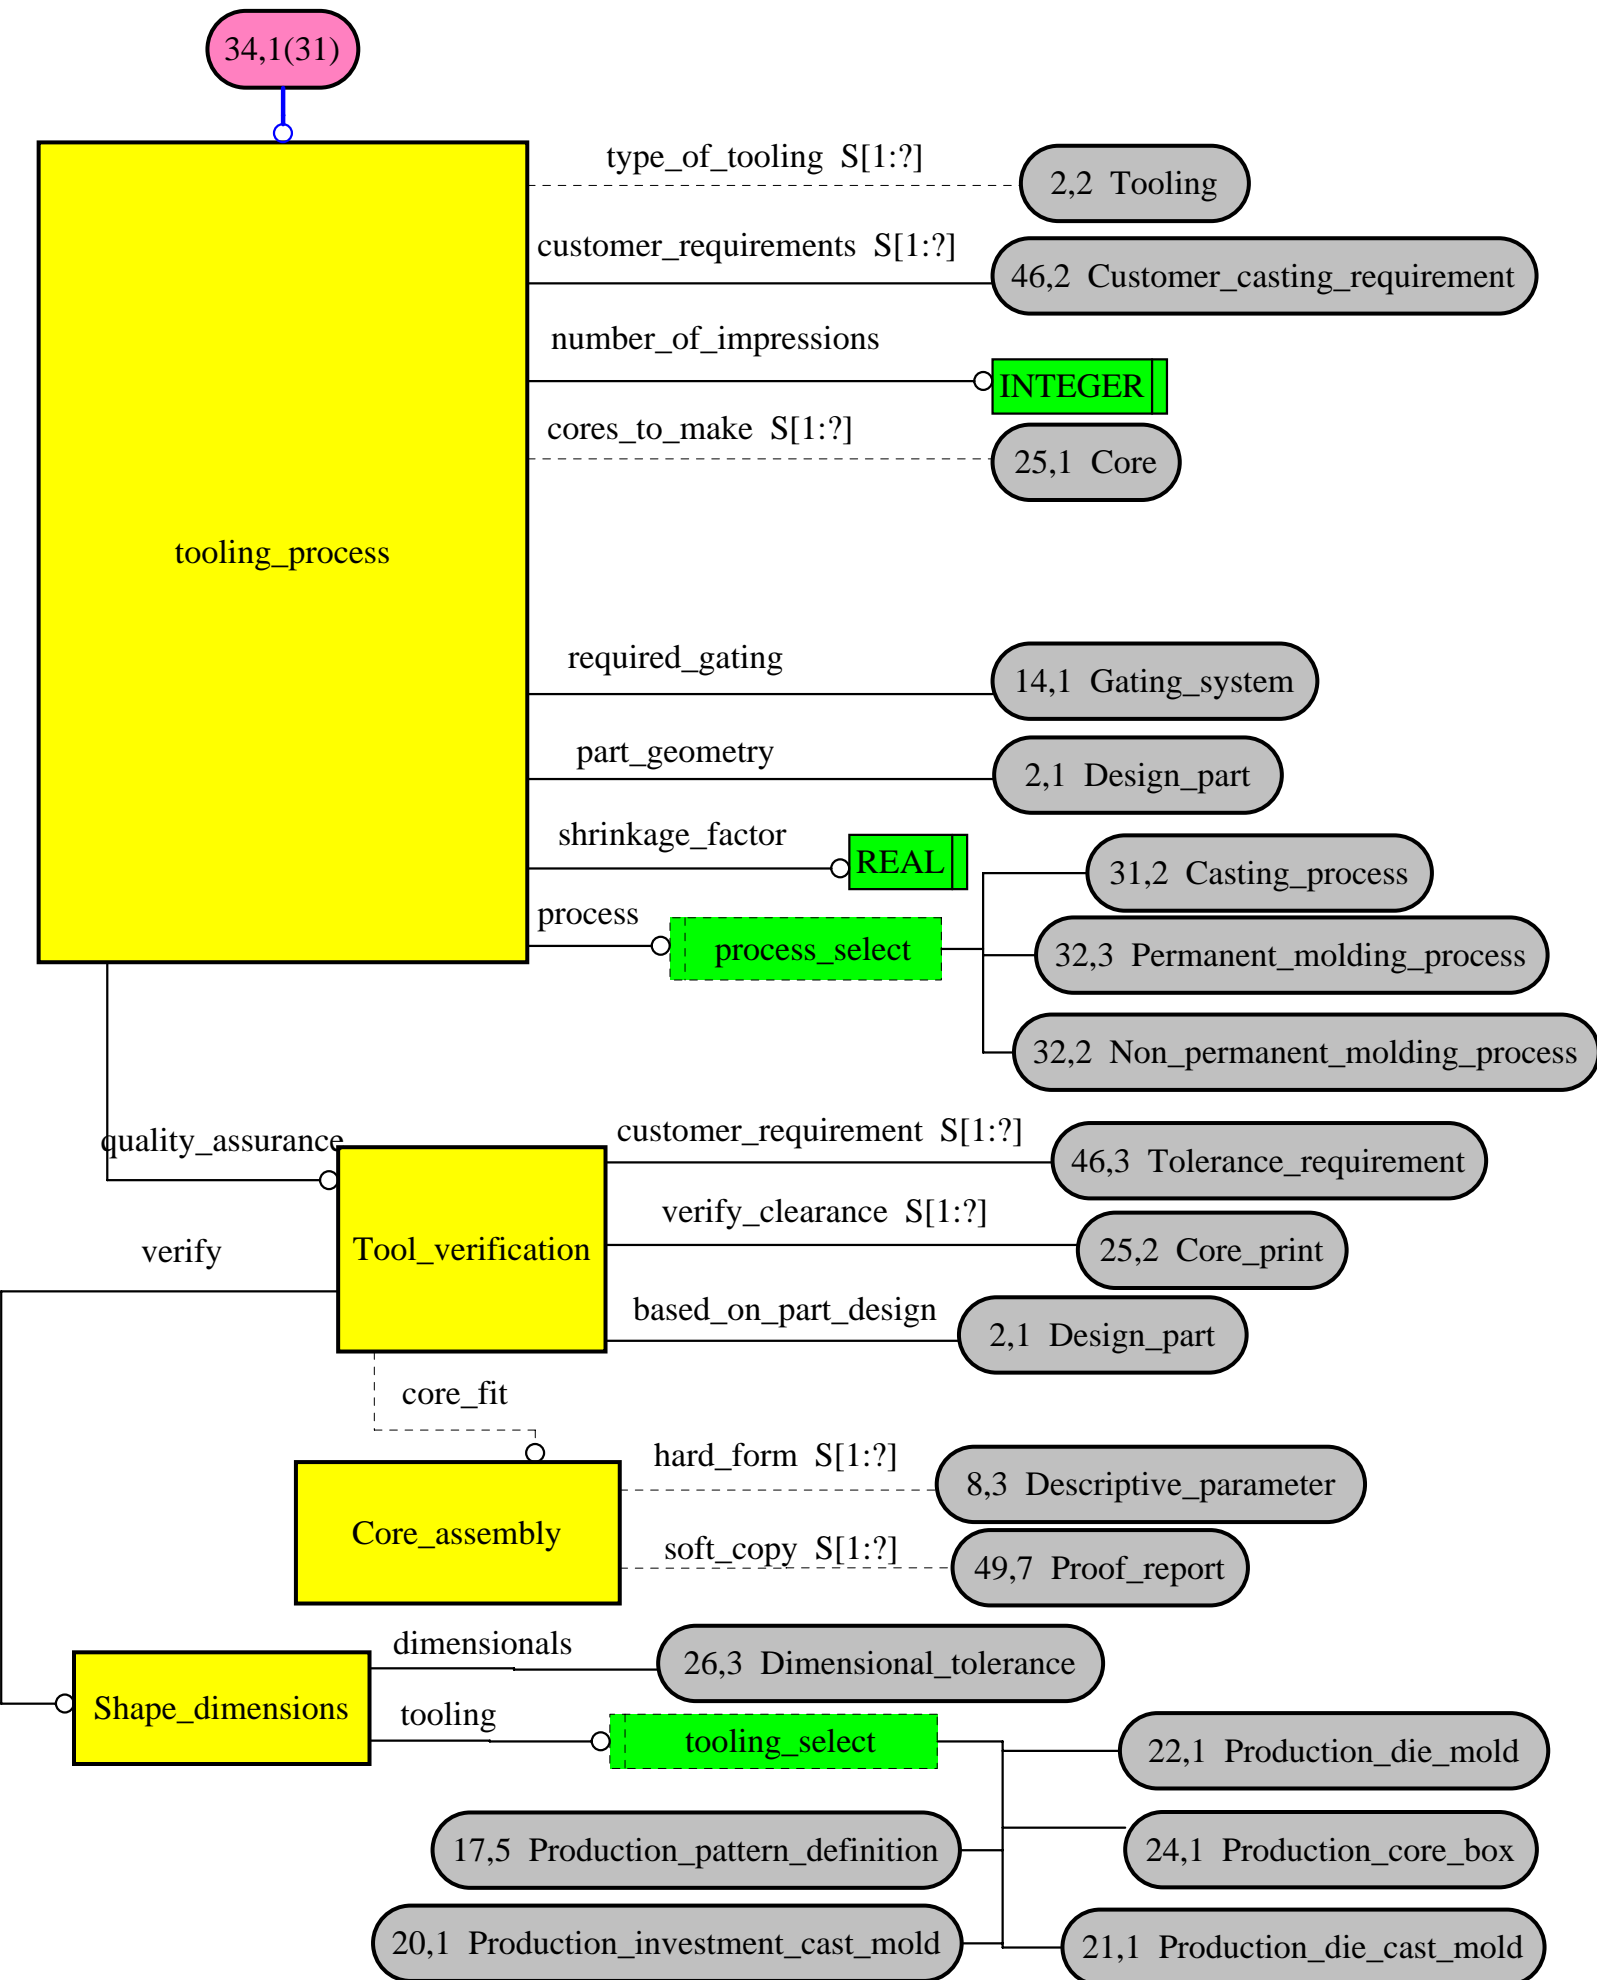 34,1(31)
type_of_tooling S[1:?]
2,2 Tooling
customer_requirements S[1:?]
46,2 Customer_casting_requirement
number_of_impressions
INTEGER
cores_to_make S[1:?]
25,1 Core
tooling_process
required_gating
14,1 Gating_system
part_geometry
2,1 Design_part
shrinkage_factor
REAL
31,2 Casting_process
process
process_select
32,3 Permanent_molding_process
32,2 Non_permanent_molding_process
quality_assurance
customer_requirement S[1:?]
46,3 Tolerance_requirement
verify_clearance S[1:?]
25,2 Core_print
verify
Tool_verification
based_on_part_design
2,1 Design_part
core_fit
hard_form S[1:?]
8,3 Descriptive_parameter
Core_assembly
soft_copy S[1:?]
49,7 Proof_report
dimensionals
26,3 Dimensional_tolerance
Shape_dimensions
tooling
tooling_select
22,1 Production_die_mold
17,5 Production_pattern_definition
24,1 Production_core_box
20,1 Production_investment_cast_mold
21,1 Production_die_cast_mold